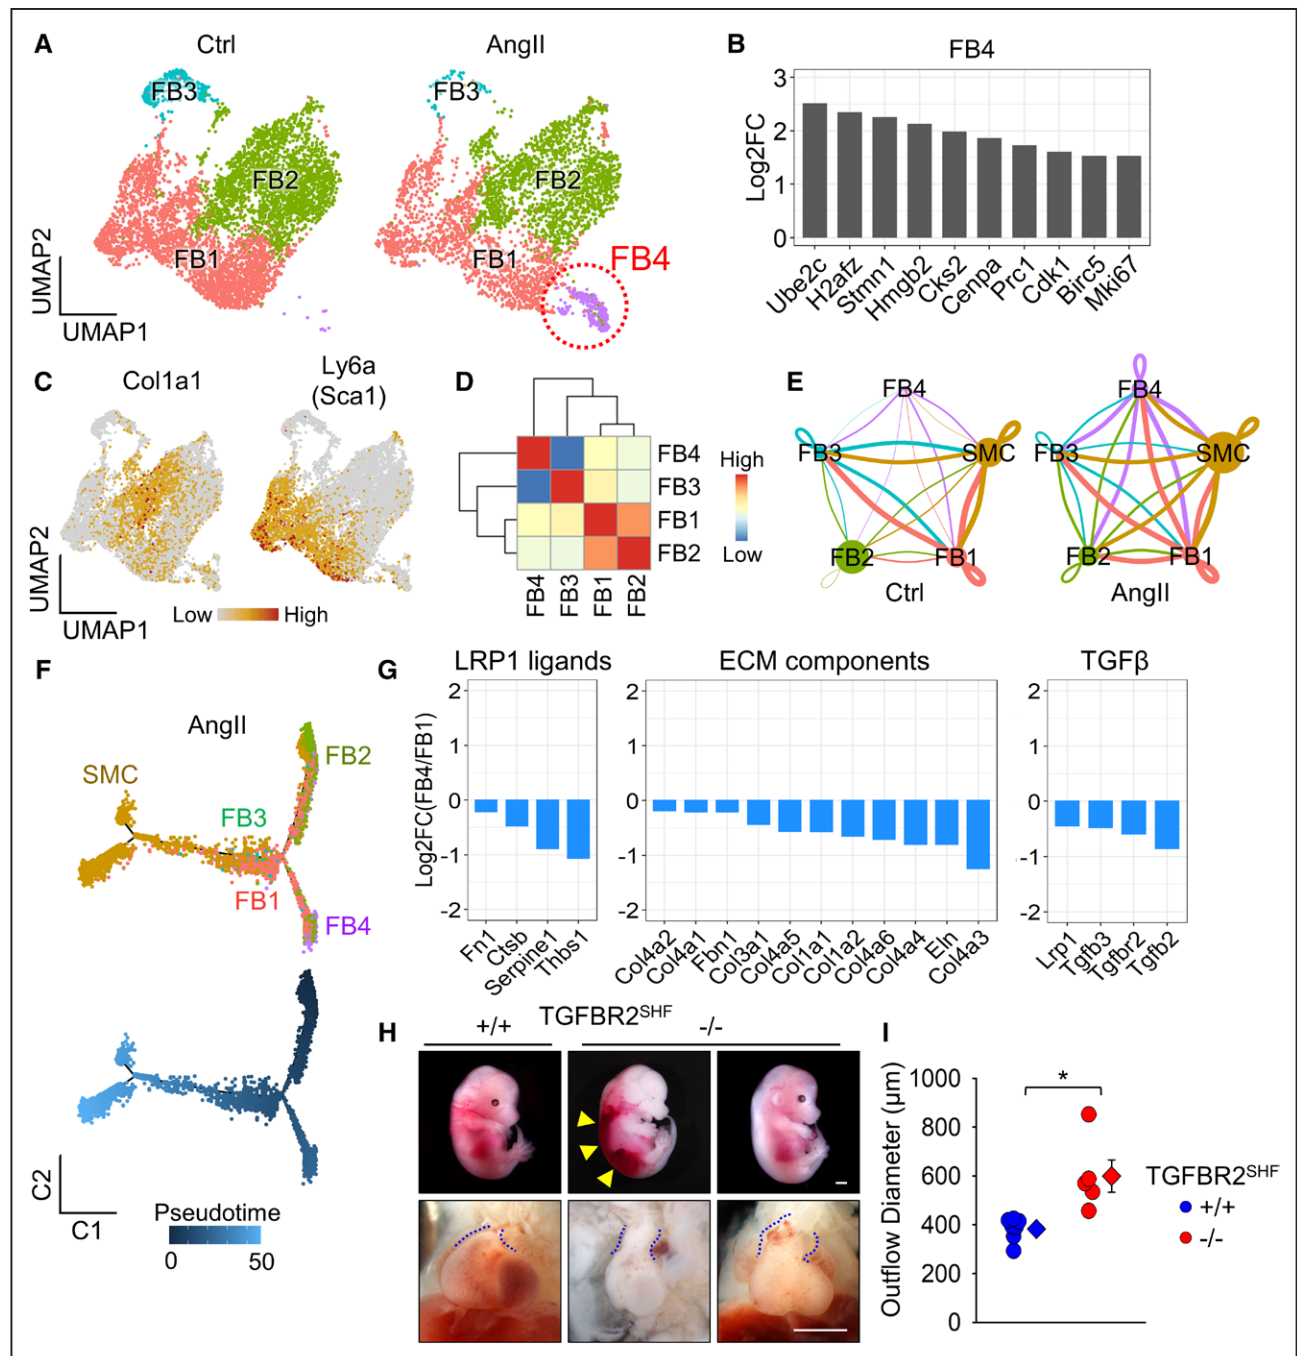 A
Ctrl
AngII
FB3
FB2
FB1
FB3
FB2
FB1
FB4
UMAP2
UMAP1
UMAP1
B
FB4
Log2FC
3
2
1
0
Ube2c
H2afz
Stmn1
Hmgb2
Cks2
Cenpa
Prc1
Cdk1
Birc5
Mki67
C
Col1a1
Ly6a
(Sca1)
UMAP2
UMAP1
Low
High
D
FB4
FB3
FB1
FB2
FB4
FB3
FB1
FB2
High
Low
E
FB4
FB3
SMC
FB2
FB1
Ctrl
FB4
FB3
SMC
FB2
FB1
AngII
F
AngII
SMC
FB2
FB3
FB1
FB4
C2
C1
Pseudotime
0
50
G
LRP1 ligands
ECM components
TGFβ
Log2FC(FB4/FB1)
2
1
0
-1
-2
Fn1
Ctsb
Serpine1
Thbs1
2
1
0
-1
-2
Col4a2
Col4a1
Fbn1
Col3a1
Col4a5
Col1a1
Col1a2
Col4a6
Col4a4
Eln
Col4a3
2
1
0
-1
-2
Lrp1
Tgfb3
Tgfbr2
Tgfb2
H
TGFBR2SHF
+/+
-/-
I
*
Outflow Diameter (µm)
1000
800
600
400
200
0
TGFBR2SHF
+/+
-/-